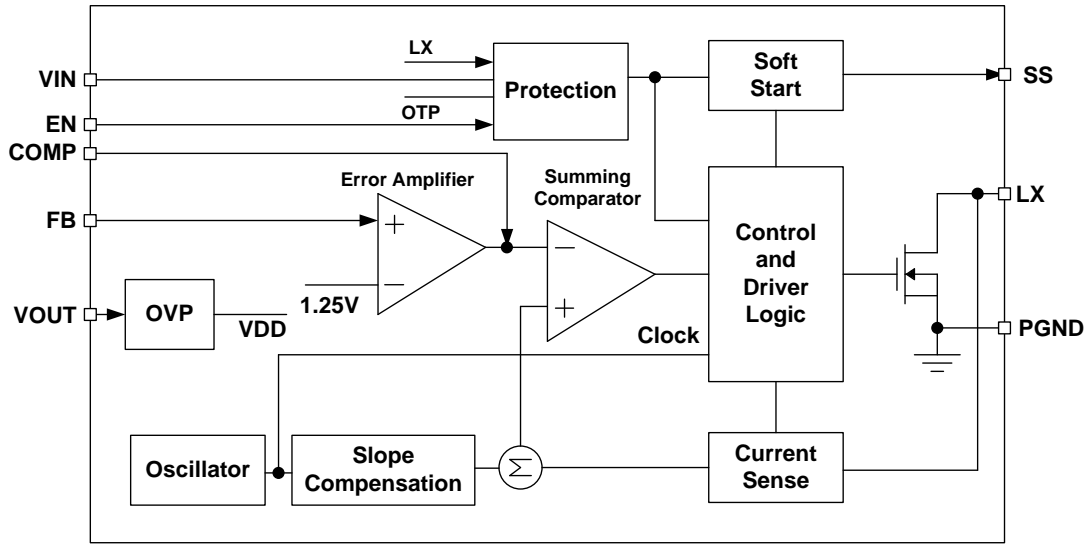 LX
VIN
Protection
OTP
EN
COMP
Soft
Start
SS
Error Amplifier
Summing
Comparator
FB
+
−
1.25V
−
+
Control
and
Driver
Logic
LX
VOUT
OVP
VDD
Clock
PGND
Oscillator
Slope
Compensation
Σ
Current
Sense